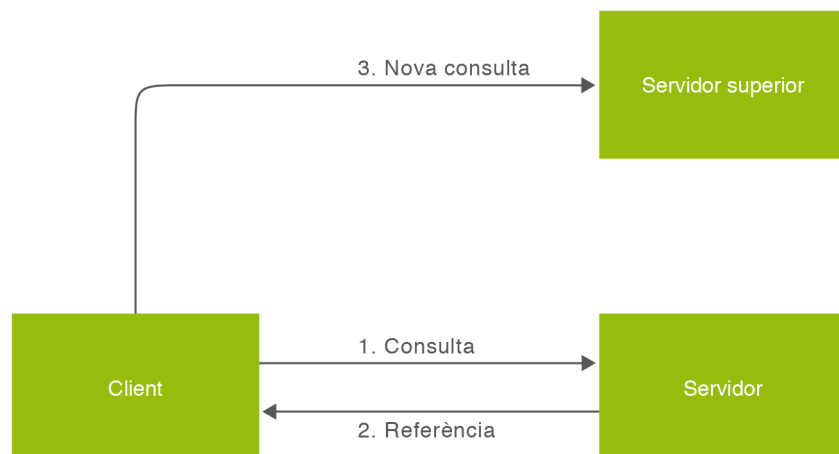 3. Nova consulta
Servidor superior
1. Consulta
Client
Servidor
2. Referència